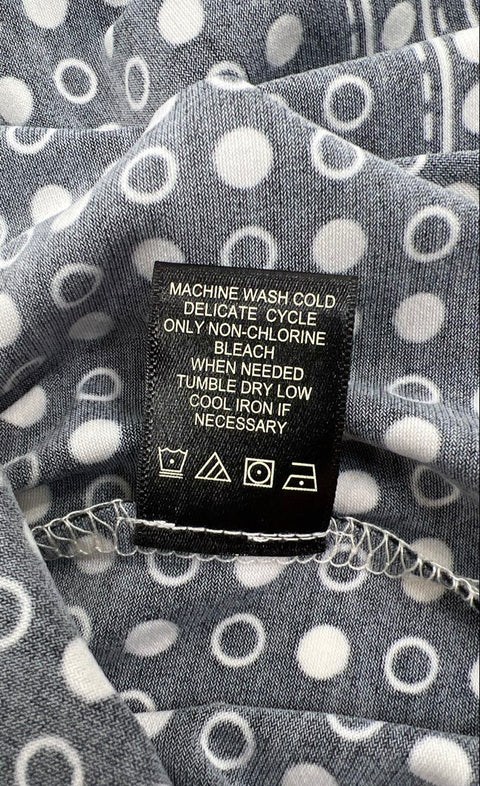 MACHINE WASH COLD
DELICATE CYCLE
ONLY NON-CHLORINE
BLEACH
WHEN NEEDED
TUMBLE DRY LOW
COOL IRON IF
NECESSARY